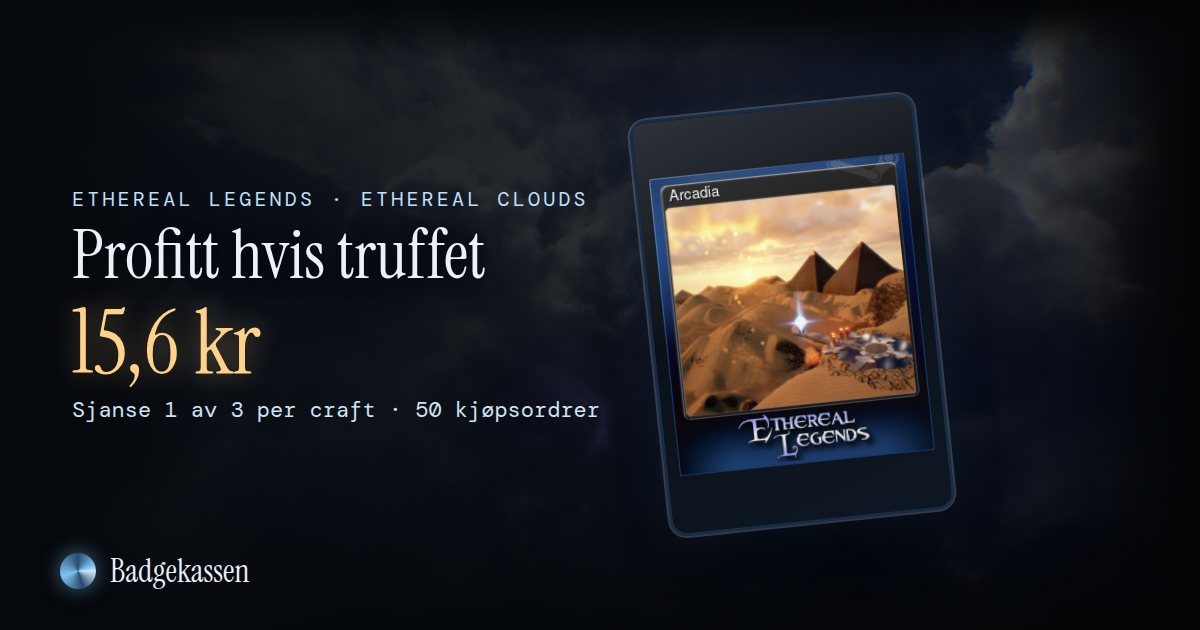 ETHEREAL LEGENDS · ETHEREAL CLOUDS
Profitt hvis truffet
15,6 kr
Sjanse 1 av 3 per craft · 50 kjøpsordrer
Arcadia
ETHEREAL
LEGENDS
Badgekassen